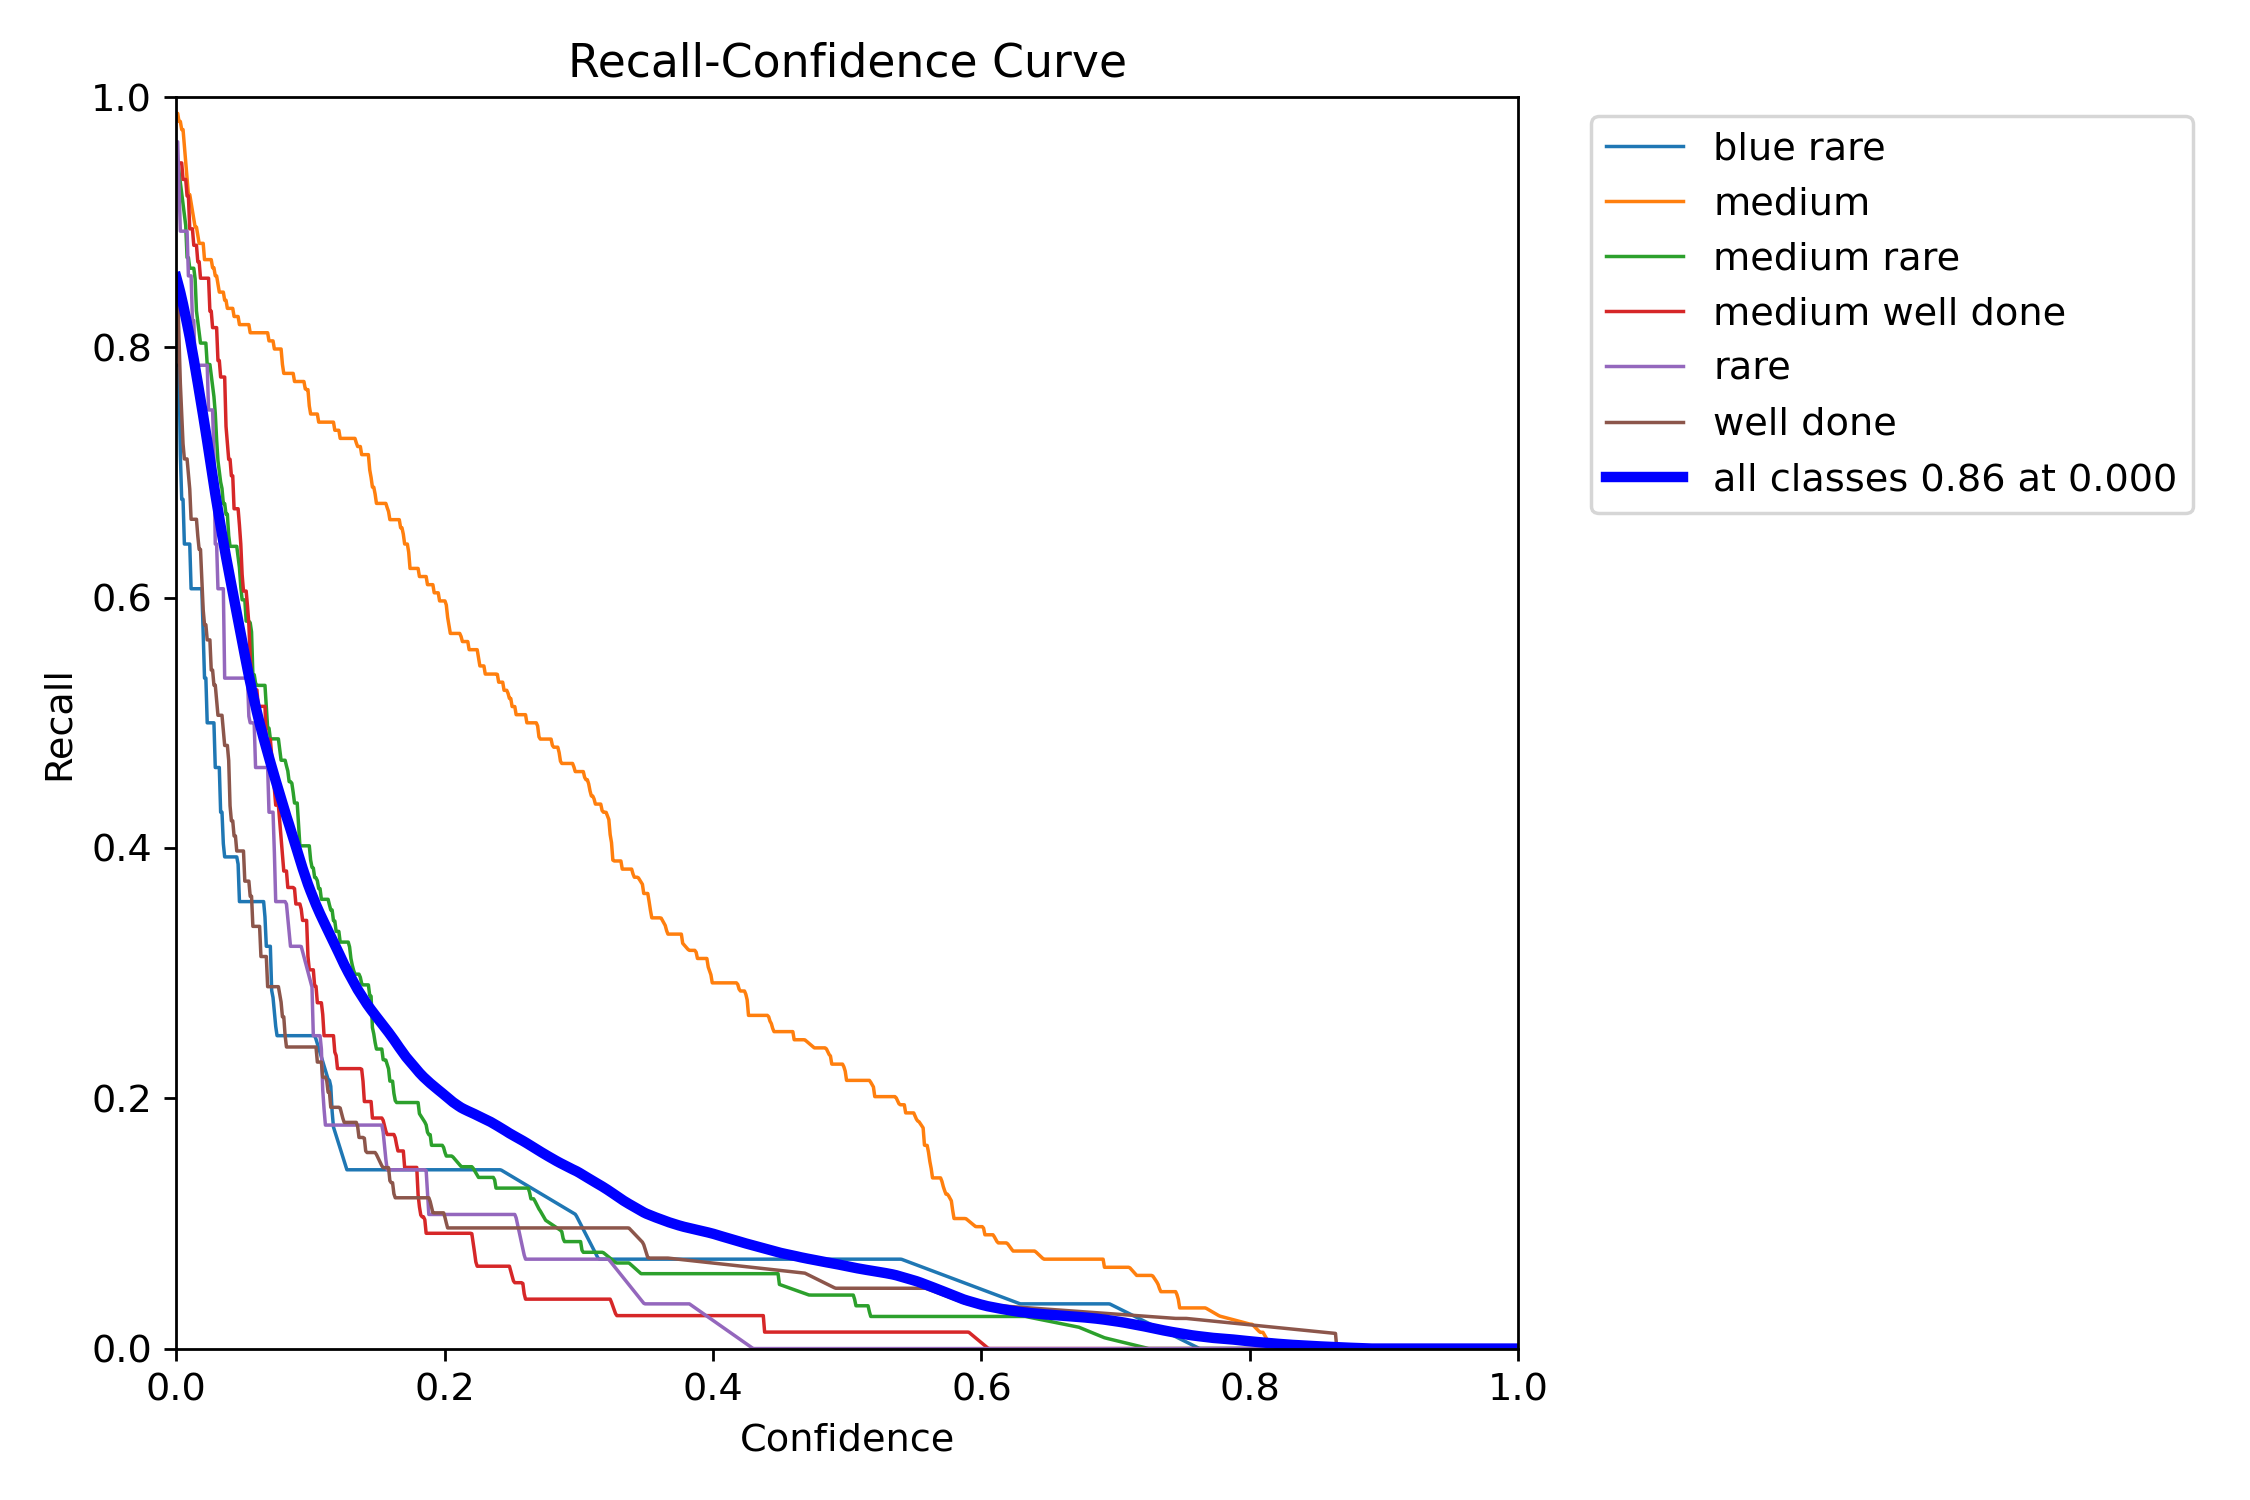 Recall-Confidence Curve
1.0
0.8
0.6
0.4
0.2
0.0
Recall
0.0 0.2 0.4 0.6 0.8 1.0
Confidence
blue rare
medium
medium rare
medium well done
rare
well done
all classes 0.86 at 0.000